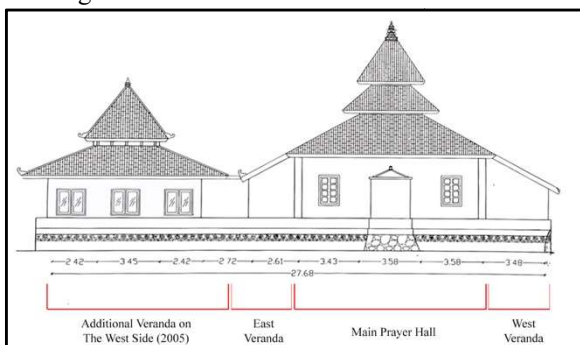 2.42 3.45 2.42 2.72 2.61 3.43 3.58 3.58 3.48
27.68
Additional Veranda on
The West Side (2005)
East
Veranda
Main Prayer Hall
West
Veranda